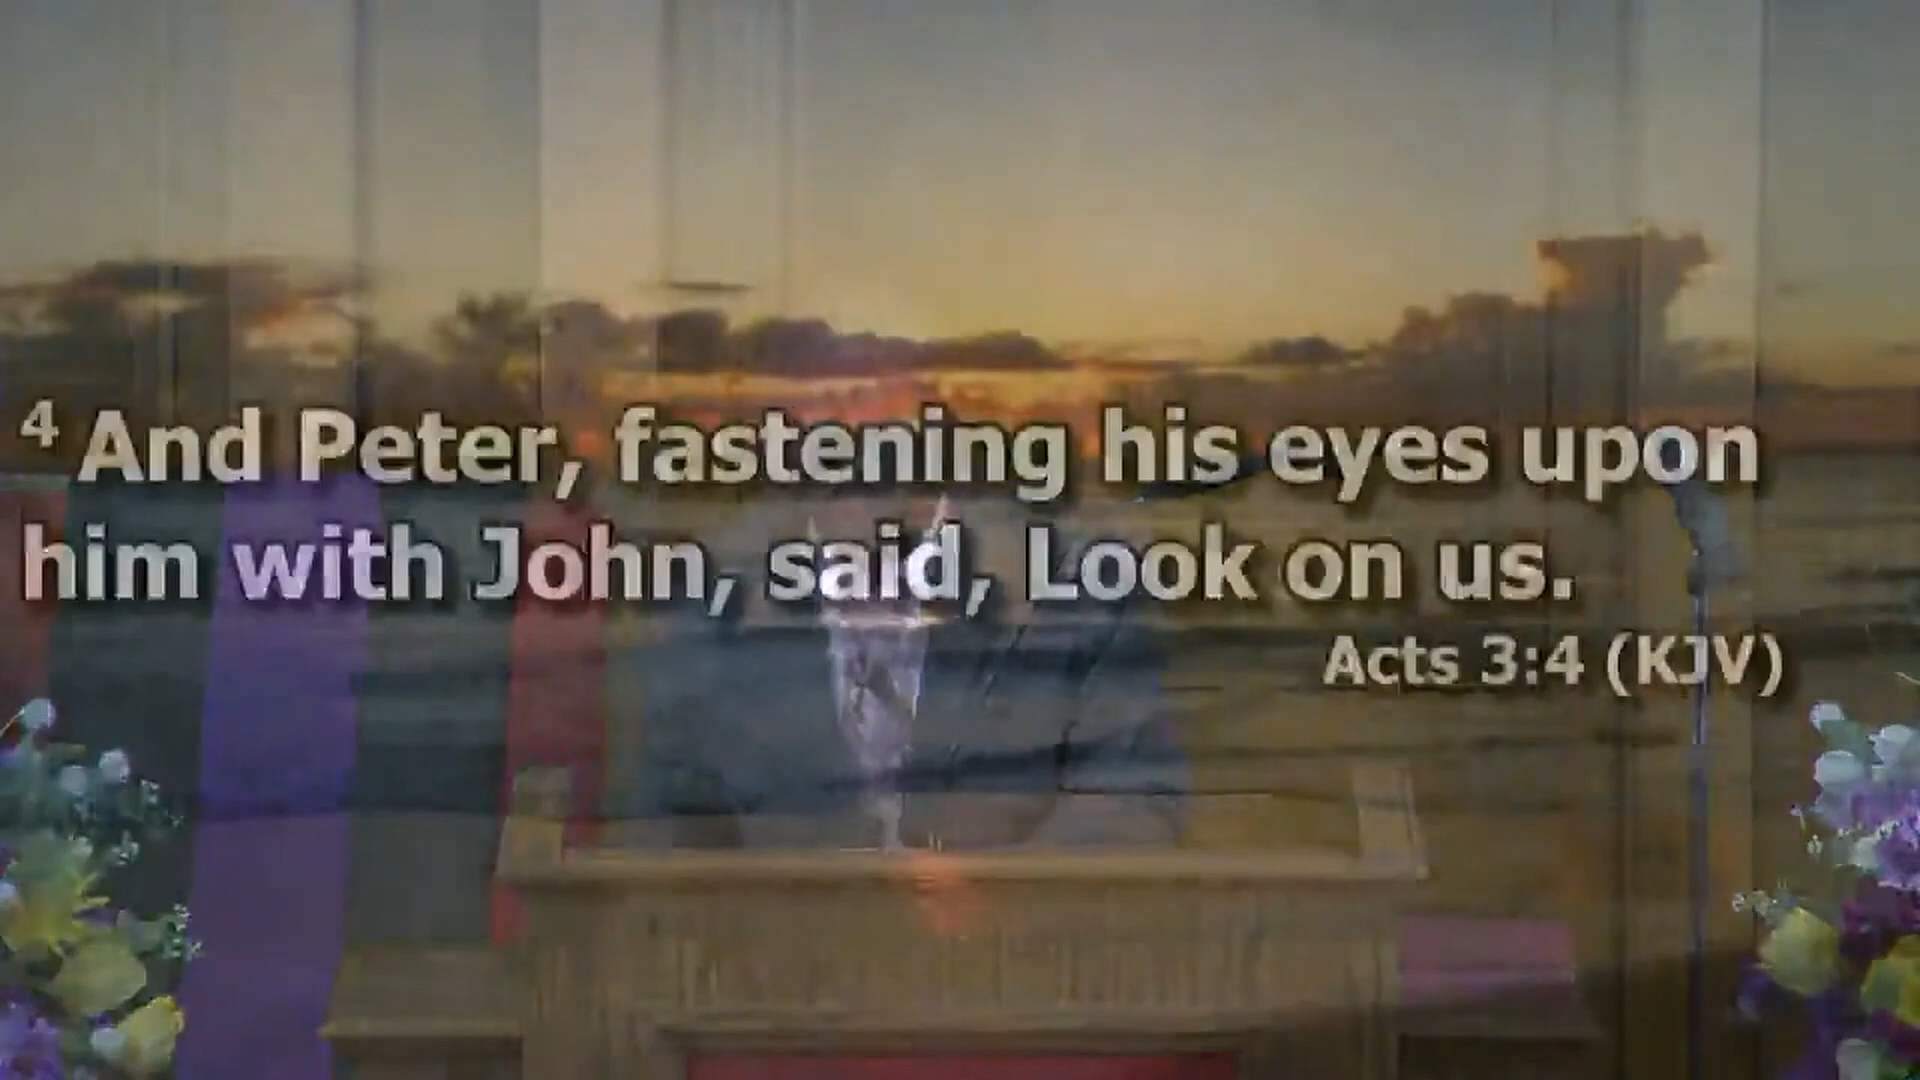 4 And Peter, fastening his eyes upon
him with John, said, Look on us.
Acts 3:4 (KJV)